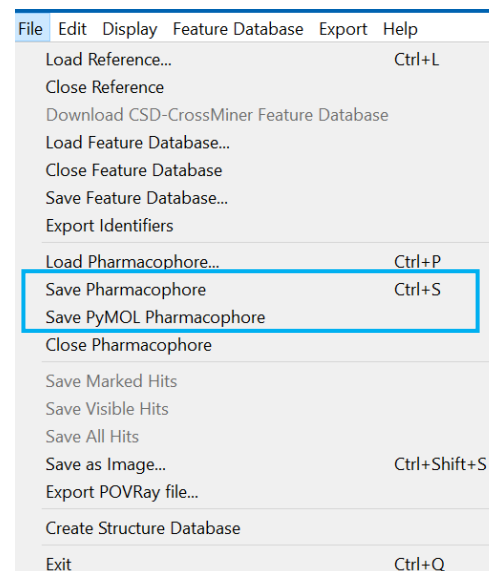 File Edit Display Feature Database Export Help
Load Reference... Ctrl+L
Close Reference
Download CSD-CrossMiner Feature Database
Load Feature Database...
Close Feature Database
Save Feature Database...
Export Identifiers
Load Pharmacophore... Ctrl+P
Save Pharmacophore Ctrl+S
Save PyMOL Pharmacophore
Close Pharmacophore
Save Marked Hits
Save Visible Hits
Save All Hits
Save as Image... Ctrl+Shift+S
Export POVRay file...
Create Structure Database
Exit Ctrl+Q